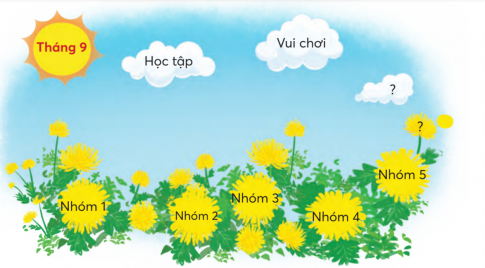 Tháng 9
Học tập
Vui chơi
?
?
Nhóm 1
Nhóm 2
Nhóm 3
Nhóm 4
Nhóm 5